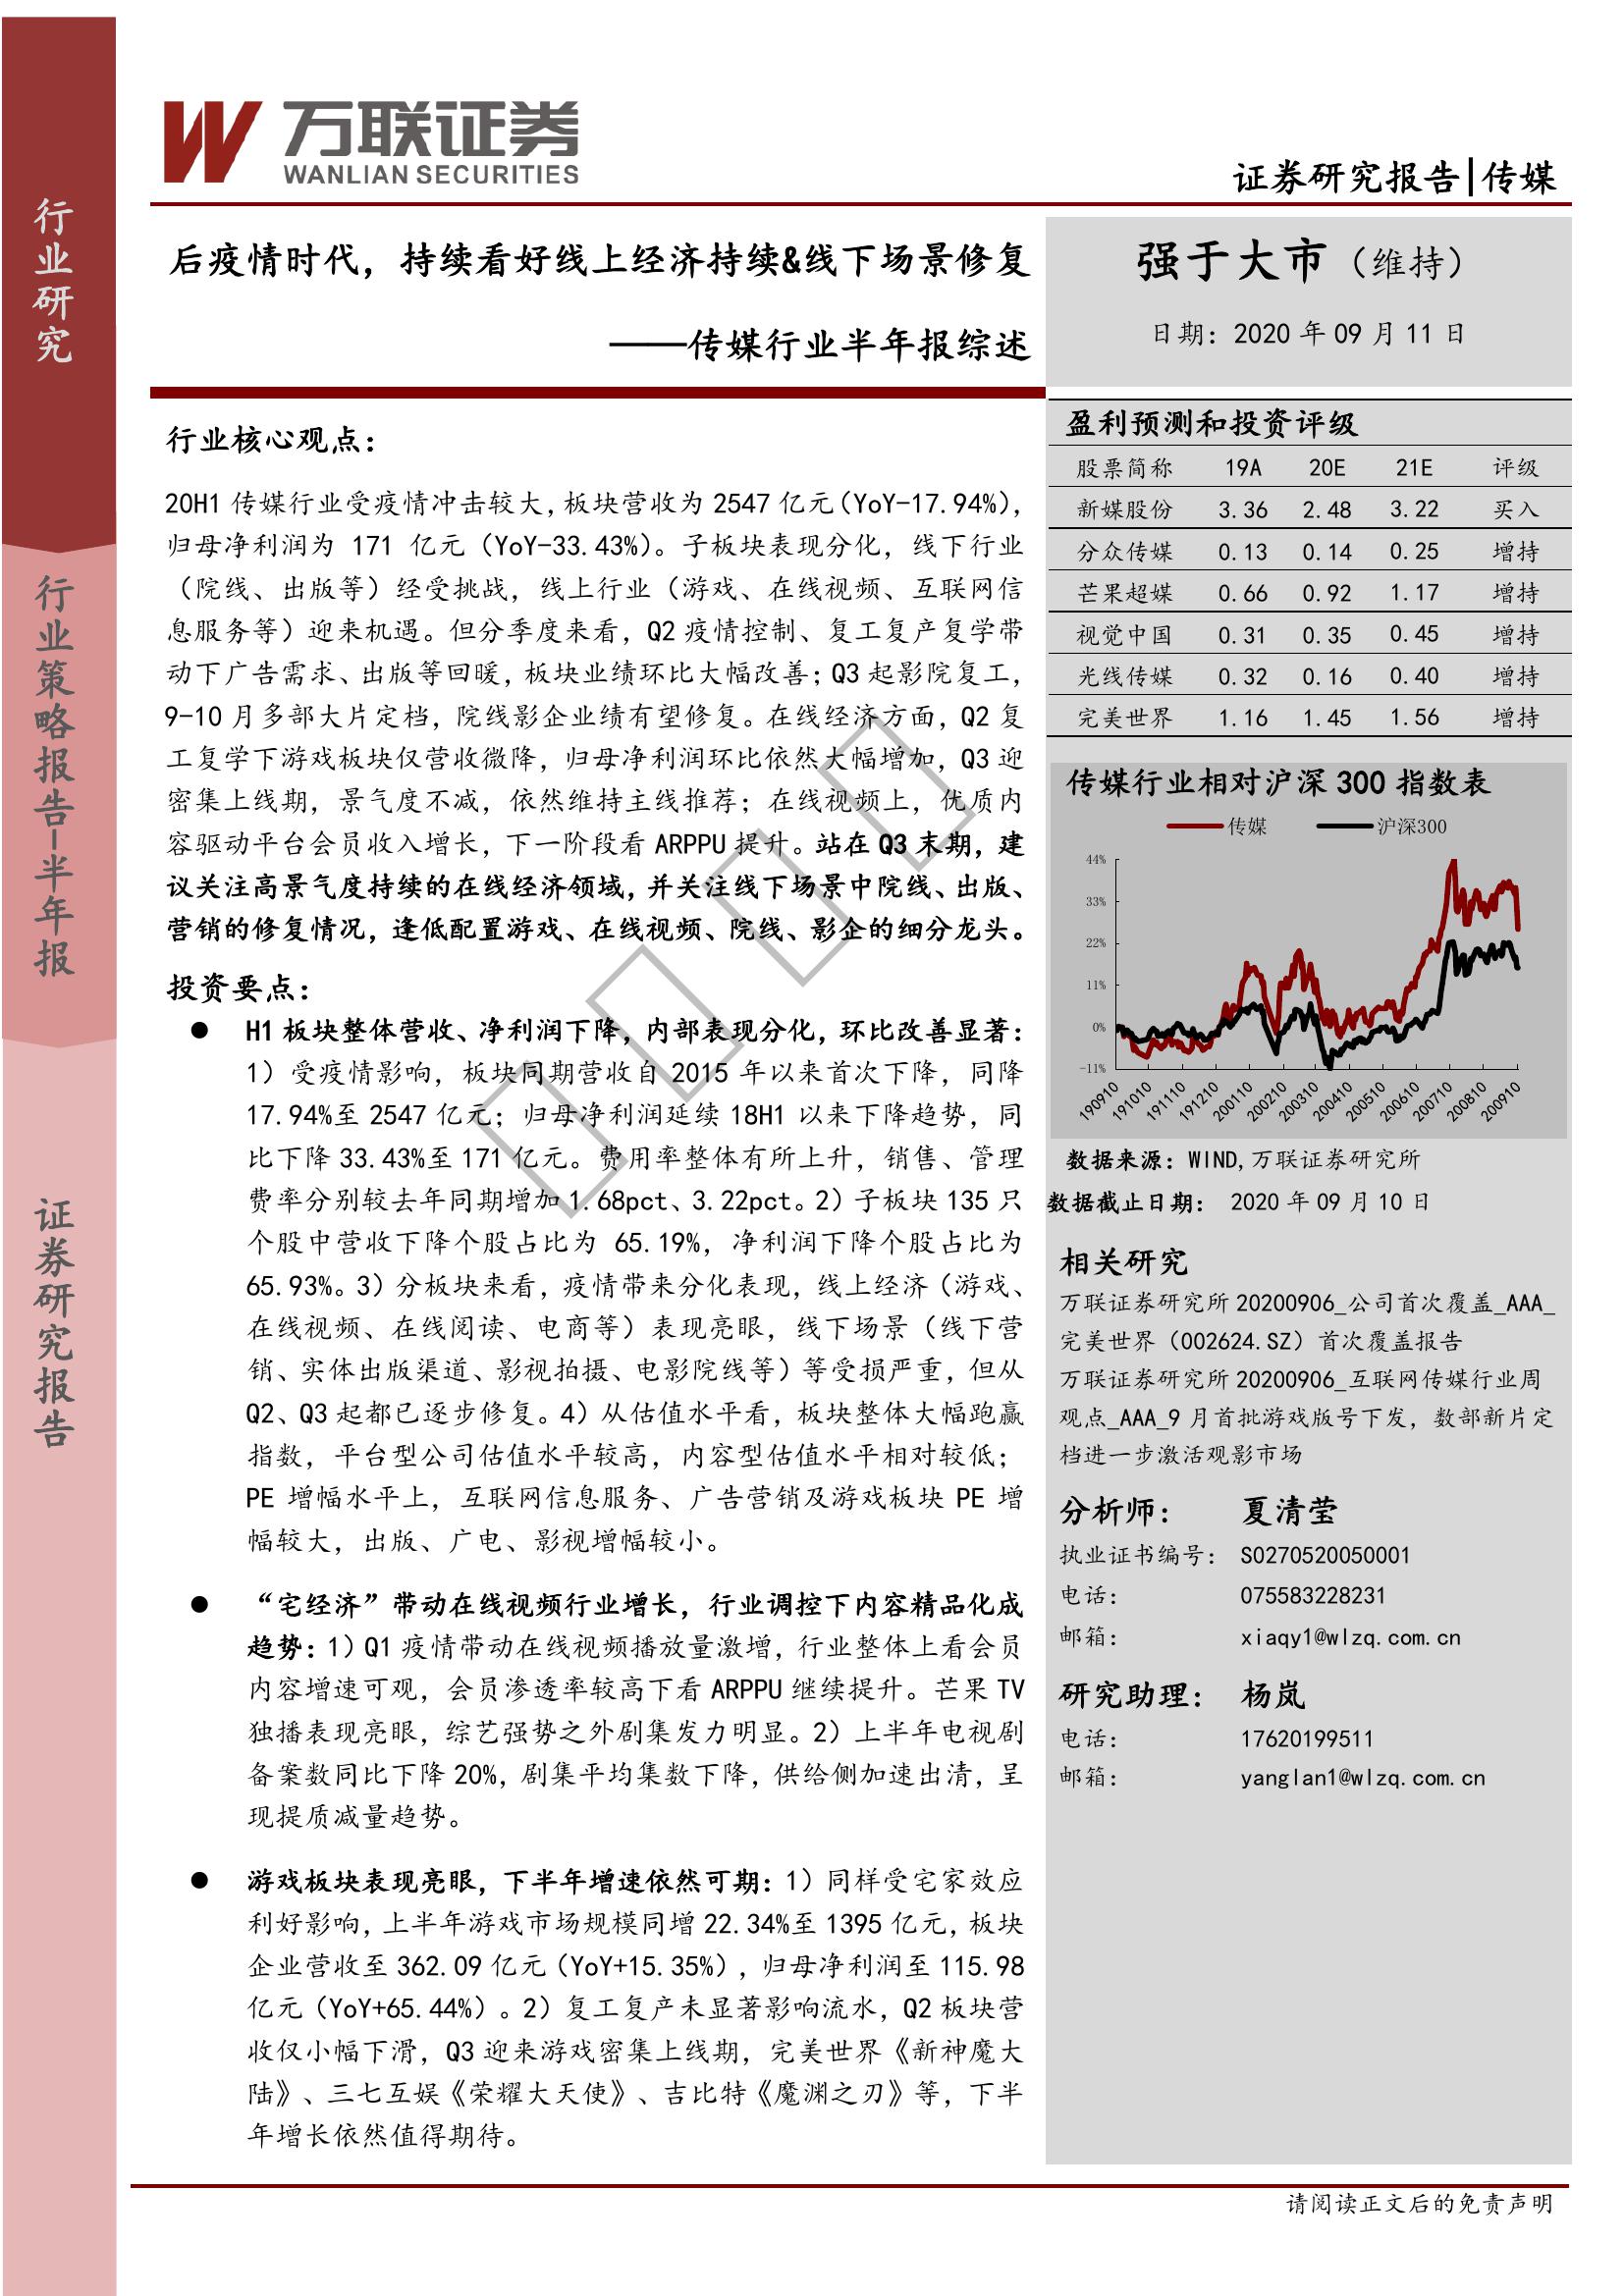 行业研究
行业策略报告-半年报
证券研究报告
万联证券
WANLIAN SECURITIES
证券研究报告|传媒
后疫情时代，持续看好线上经济持续&线下场景修复
——传媒行业半年报综述
强于大市（维持）
日期：2020 年 09 月 11 日
行业核心观点：
20H1 传媒行业受疫情冲击较大，板块营收为 2547 亿元（YoY-17.94%），
归母净利润为 171 亿元（YoY-33.43%）。子板块表现分化，线下行业
（院线、出版等）经受挑战，线上行业（游戏、在线视频、互联网信
息服务等）迎来机遇。但分季度来看，Q2 疫情控制、复工复产复学带
动下广告需求、出版等回暖，板块业绩环比大幅改善；Q3 起影院复工，
9-10 月多部大片定档，院线影企业绩有望修复。在线经济方面，Q2 复
工复学下游戏板块仅营收微降，归母净利润环比依然大幅增加，Q3 迎
密集上线期，景气度不减，依然维持主线推荐；在线视频上，优质内
容驱动平台会员收入增长，下一阶段看 ARPPU 提升。站在 Q3 末期，建
议关注高景气度持续的在线经济领域，并关注线下场景中院线、出版、
营销的修复情况，逢低配置游戏、在线视频、院线、影企的细分龙头。
投资要点：
● H1 板块整体营收、净利润下降，内部表现分化，环比改善显著：
1）受疫情影响，板块同期营收自 2015 年以来首次下降，同降
17.94%至 2547 亿元；归母净利润延续 18H1 以来下降趋势，同
比下降 33.43%至 171 亿元。费用率整体有所上升，销售、管理
费率分别较去年同期增加 1.68pct、3.22pct。2）子板块 135 只
个股中营收下降个股占比为 65.19%，净利润下降个股占比为
65.93%。3）分板块来看，疫情带来分化表现，线上经济（游戏、
在线视频、在线阅读、电商等）表现亮眼，线下场景（线下营
销、实体出版渠道、影视拍摄、电影院线等）等受损严重，但从
Q2、Q3 起都已逐步修复。4）从估值水平看，板块整体大幅跑赢
指数，平台型公司估值水平较高，内容型估值水平相对较低；
PE 增幅水平上，互联网信息服务、广告营销及游戏板块 PE 增
幅较大，出版、广电、影视增幅较小。
● “宅经济”带动在线视频行业增长，行业调控下内容精品化成
趋势：1）Q1 疫情带动在线视频播放量激增，行业整体上看会员
内容增速可观，会员渗透率较高下看 ARPPU 继续提升。芒果 TV
独播表现亮眼，综艺强势之外剧集发力明显。2）上半年电视剧
备案数同比下降 20%，剧集平均集数下降，供给侧加速出清，呈
现提质减量趋势。
● 游戏板块表现亮眼，下半年增速依然可期：1）同样受宅家效应
利好影响，上半年游戏市场规模同增 22.34%至 1395 亿元，板块
企业营收至 362.09 亿元（YoY+15.35%），归母净利润至 115.98
亿元（YoY+65.44%）。2）复工复产未显著影响流水，Q2 板块营
收仅小幅下滑，Q3 迎来游戏密集上线期，完美世界《新神魔大
陆》、三七互娱《荣耀大天使》、吉比特《魔渊之刃》等，下半
年增长依然值得期待。
盈利预测和投资评级
股票简称 19A 20E 21E 评级
新媒股份 3.36 2.48 3.22 买入
分众传媒 0.13 0.14 0.25 增持
芒果超媒 0.66 0.92 1.17 增持
视觉中国 0.31 0.35 0.45 增持
光线传媒 0.32 0.16 0.40 增持
完美世界 1.16 1.45 1.56 增持
传媒行业相对沪深 300 指数表
传媒 沪深300
44%
33%
22%
11%
0%
-11%
190910 191010 191110 191210 200110 200210 200310 200410 200510 200610 200710 200810 200910
数据来源：WIND,万联证券研究所
数据截止日期： 2020 年 09 月 10 日
相关研究
万联证券研究所 20200906_公司首次覆盖_AAA_
完美世界（002624.SZ）首次覆盖报告
万联证券研究所 20200906_互联网传媒行业周
观点_AAA_9 月首批游戏版号下发，数部新片定
档进一步激活观影市场
分析师： 夏清莹
执业证书编号： S0270520050001
电话： 075583228231
邮箱： xiaqy1@wlzq.com.cn
研究助理： 杨岚
电话： 17620199511
邮箱： yanglan1@wlzq.com.cn
请阅读正文后的免责声明